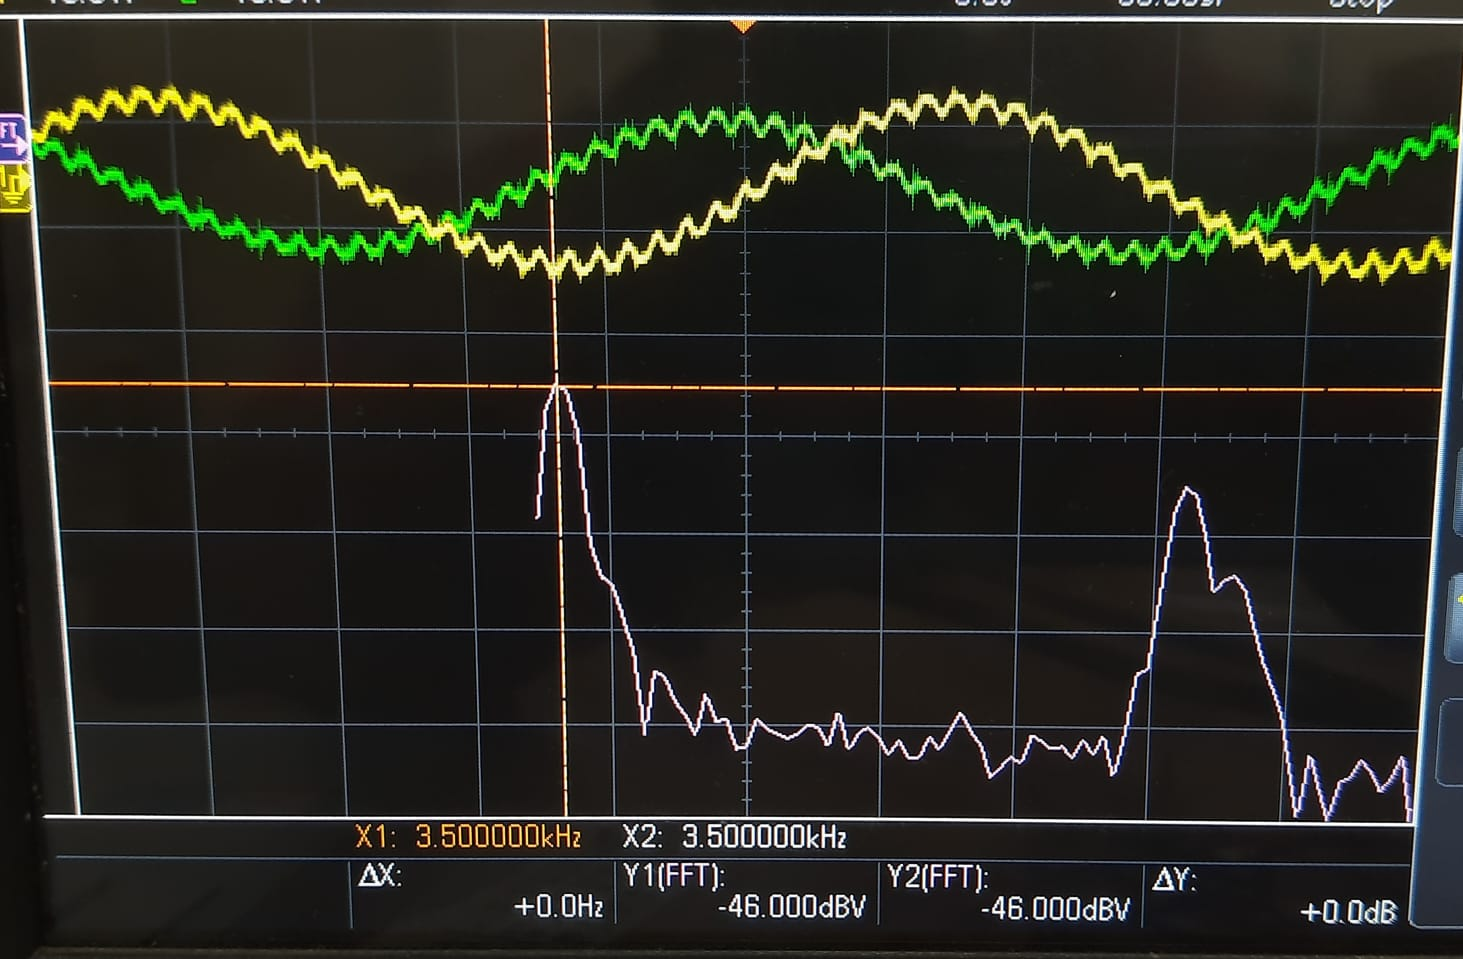 FT
X1: 3.500000kHz X2: 3.500000kHz
ΔX: Y1(FFT): Y2(FFT): ΔY:
+0.0Hz -46.000dBV -46.000dBV +0.0dB